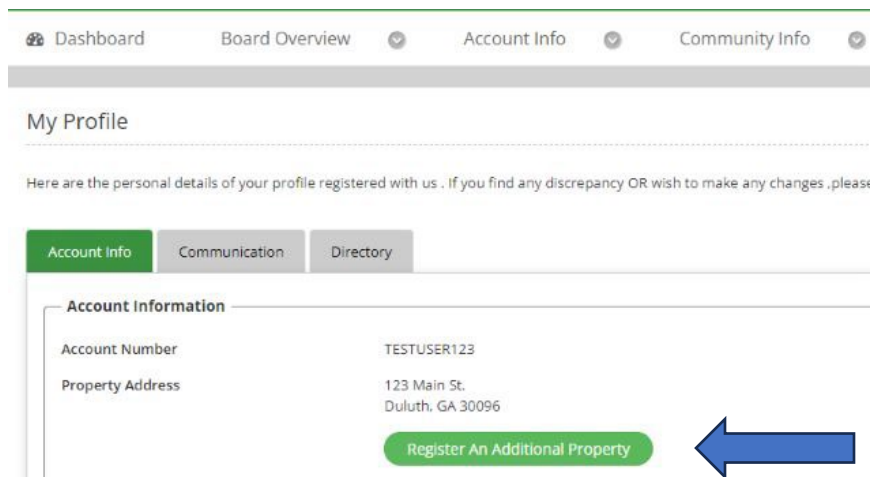 Dashboard Board Overview Account Info Community Info
My Profile
Here are the personal details of your profile registered with us . If you find any discrepancy OR wish to make any changes ,please
Account Info Communication Directory
Account Information
Account Number TESTUSER123
Property Address 123 Main St.
Duluth, GA 30096
Register An Additional Property